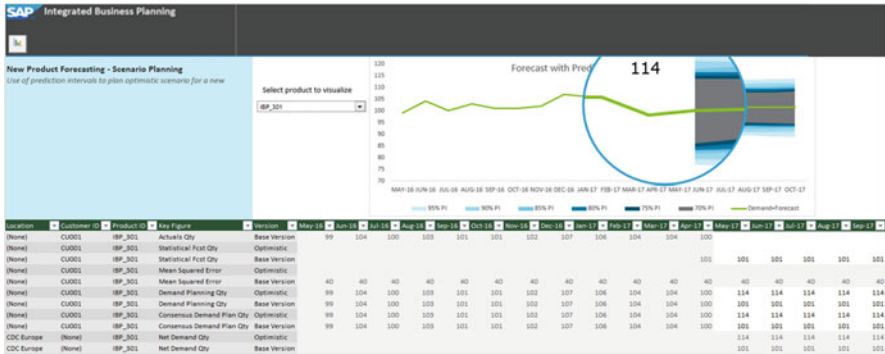 SAP Integrated Business Planning
New Product Forecasting - Scenario Planning
Use of prediction intervals to plan optimistic scenario for a new
Select product to visualize
IBP_301
Forecast with Pred
114
120
115
110
105
100
95
90
85
80
75
70
MAY-16 JUN-16 JUL-16 AUG-16 SEP-16 OCT-16 NOV-16 DEC-16 JAN-17 FEB-17 MAR-17 APR-17 MAY-17 JUN-17 JUL-17 AUG-17 SEP-17 OCT-17
95% PI 90% PI 85% PI 80% PI 75% PI 70% PI Demand+Forecast
Location Customer ID Product ID Key Figure Version May-16 Jun-16 Jul-16 Aug-16 Sep-16 Oct-16 Nov-16 Dec-16 Jan-17 Feb-17 Mar-17 Apr-17 May-17 Jun-17 Jul-17 Aug-17 Sep-17
(None) CU001 IBP_301 Actuals Qty Base Version 99 104 100 103 101 101 102 107 106 104 104 100
(None) CU001 IBP_301 Statistical Fcst Qty Optimistic
(None) CU001 IBP_301 Statistical Fcst Qty Base Version 101 101 101 101 101 101
(None) CU001 IBP_301 Mean Squared Error Optimistic
(None) CU001 IBP_301 Mean Squared Error Base Version 40 40 40 40 40 40 40 40 40 40 40 40 40 40 40 40 40
(None) CU001 IBP_301 Demand Planning Qty Optimistic 99 104 100 103 101 101 102 107 106 104 104 100 114 114 114 114 114
(None) CU001 IBP_301 Demand Planning Qty Base Version 99 104 100 103 101 101 102 107 106 104 104 100 101 101 101 101 101
(None) CU001 IBP_301 Consensus Demand Plan Qty Optimistic 99 104 100 103 101 101 102 107 106 104 104 100 114 114 114 114 114
(None) CU001 IBP_301 Consensus Demand Plan Qty Base Version 99 104 100 103 101 101 102 107 106 104 104 100 101 101 101 101 101
CDC Europe (None) IBP_301 Net Demand Qty Optimistic 114 114 114 114 114
CDC Europe (None) IBP_301 Net Demand Qty Base Version 101 101 101 101 101